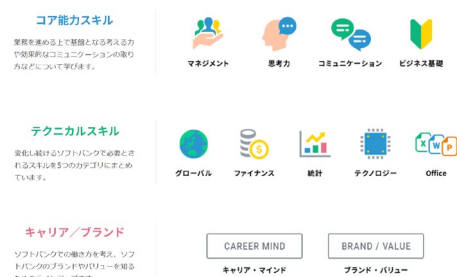 コア能力スキル
業務を進める上で基盤となる考える力
や効果的なコミュニケーションの取り
方などについて学びます。
マネジメント
思考力
コミュニケーション
ビジネス基礎
テクニカルスキル
変化し続けるソフトバンクで必要とさ
れるスキルを5つのカテゴリにまとめ
ています。
グローバル
ファイナンス
統計
テクノロジー
Office
X
W
P
キャリア／ブランド
ソフトバンクでの働き方を考え、ソフ
トバンクのブランドやバリューを知る
CAREER MIND
BRAND / VALUE
キャリア・マインド
ブランド・バリュー